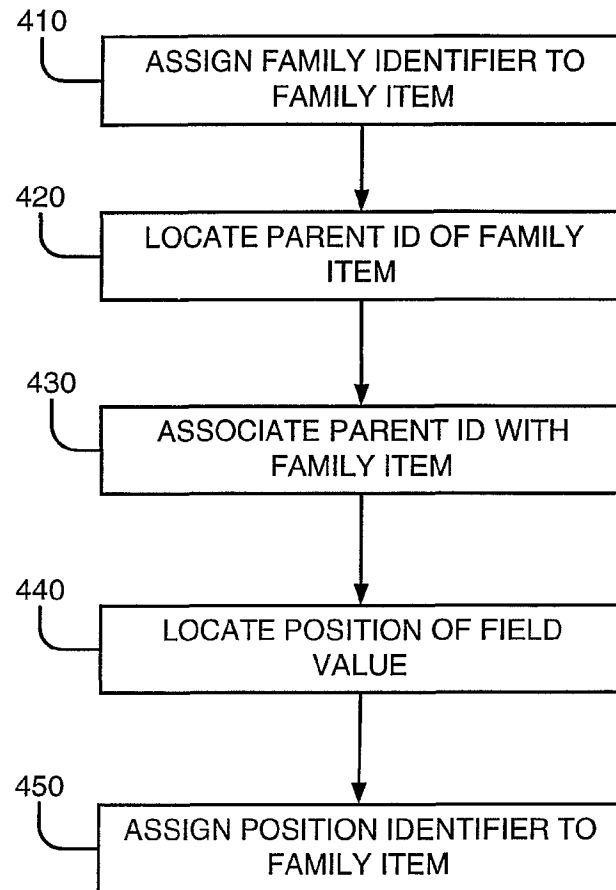 410
ASSIGN FAMILY IDENTIFIER TO
FAMILY ITEM
420
LOCATE PARENT ID OF FAMILY
ITEM
430
ASSOCIATE PARENT ID WITH
FAMILY ITEM
440
LOCATE POSITION OF FIELD
VALUE
450
ASSIGN POSITION IDENTIFIER TO
FAMILY ITEM